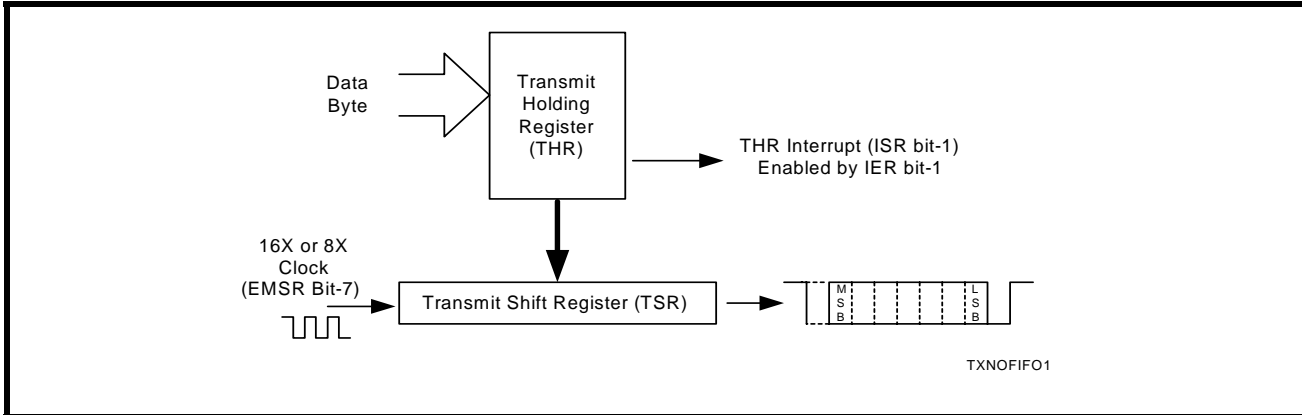 Data
Byte
Transmit
Holding
Register
(THR)
THR Interrupt (ISR bit-1)
Enabled by IER bit-1
16X or 8X
Clock
(EMSR Bit-7)
Transmit Shift Register (TSR)
M
S
B
L
S
B
TXNOFIFO1